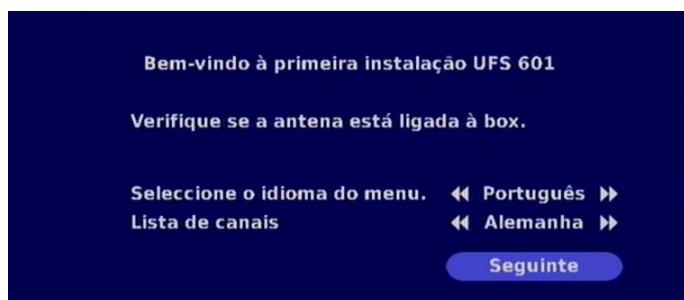 Bem-vindo à primeira instalação UFS 601
Verifique se a antena está ligada à box.
Seleccione o idioma do menu. Português
Lista de canais Alemanha
Seguinte